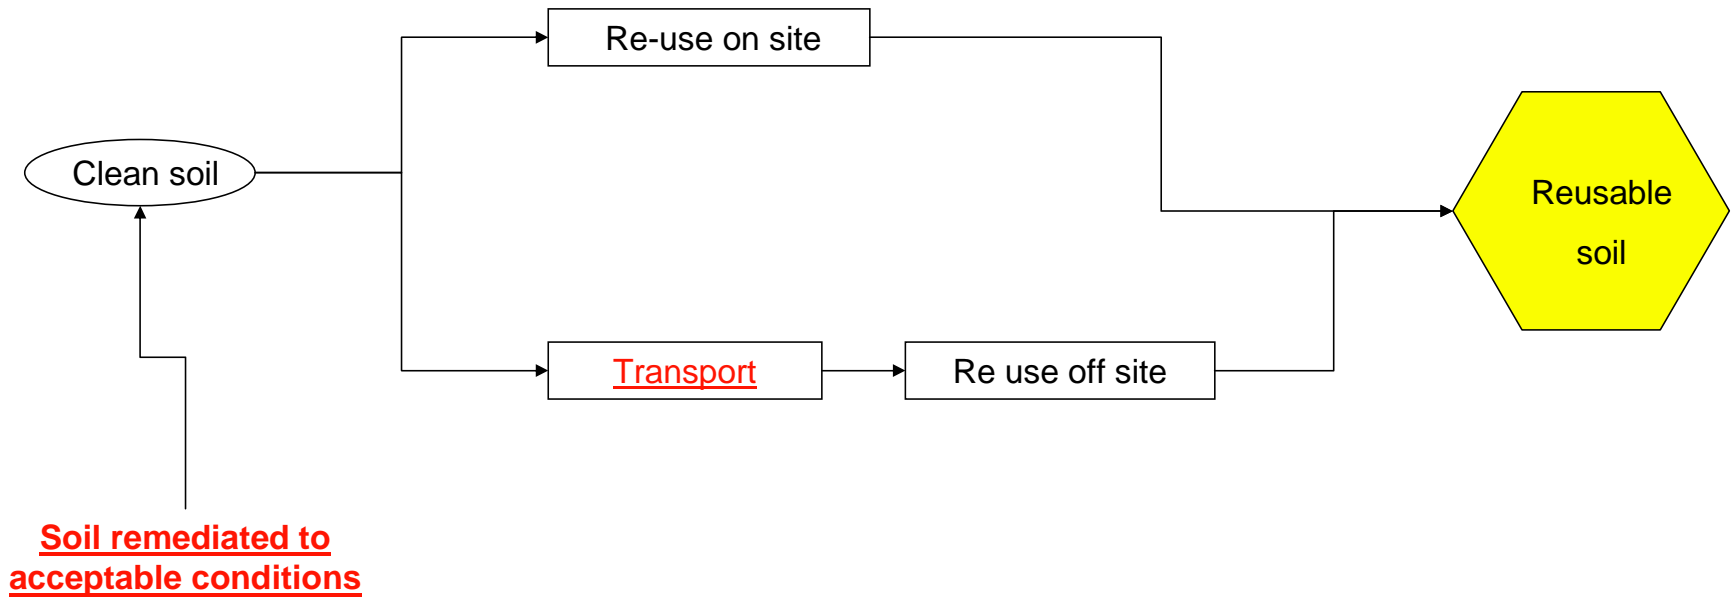 Re-use on site
Clean soil
Reusable
soil
Transport
Re use off site
Soil remediated to
acceptable conditions